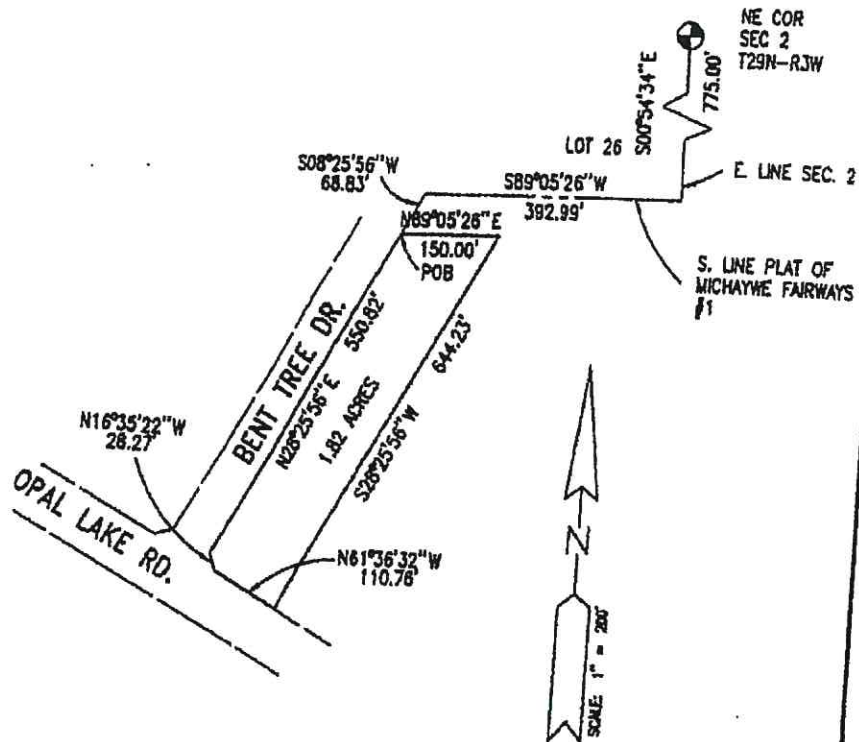 NE COR
SEC 2
T29N-R3W
S00°54'34"E
775.00'
LOT 26
E. LINE SEC. 2
S08°25'56"W
68.83'
S89°05'26"W
392.99'
N89°05'26"E
150.00'
POB
S. LINE PLAT OF
MICHAYWE FAIRWAYS
#1
BENT TREE DR.
N28°25'56"E 550.82'
1.82 ACRES
S28°25'56"W 644.23'
N16°35'22"W
28.27'
OPAL LAKE RD.
N61°36'32"W
110.76'
N
SCALE: 1" = 200'